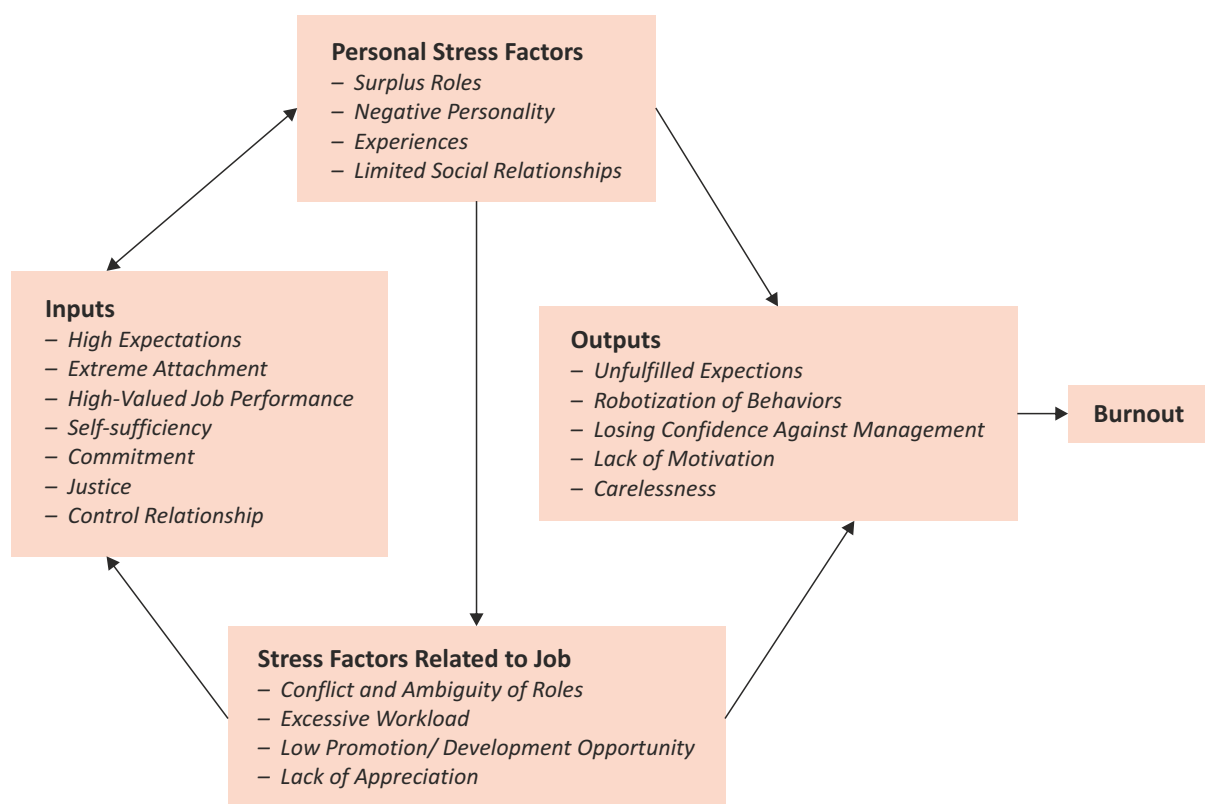 Personal Stress Factors
– Surplus Roles
– Negative Personality
– Experiences
– Limited Social Relationships
Inputs
– High Expectations
– Extreme Attachment
– High-Valued Job Performance
– Self-sufficiency
– Commitment
– Justice
– Control Relationship
Outputs
– Unfulfilled Expections
– Robotization of Behaviors
– Losing Confidence Against Management
– Lack of Motivation
– Carelessness
Burnout
Stress Factors Related to Job
– Conflict and Ambiguity of Roles
– Excessive Workload
– Low Promotion/ Development Opportunity
– Lack of Appreciation